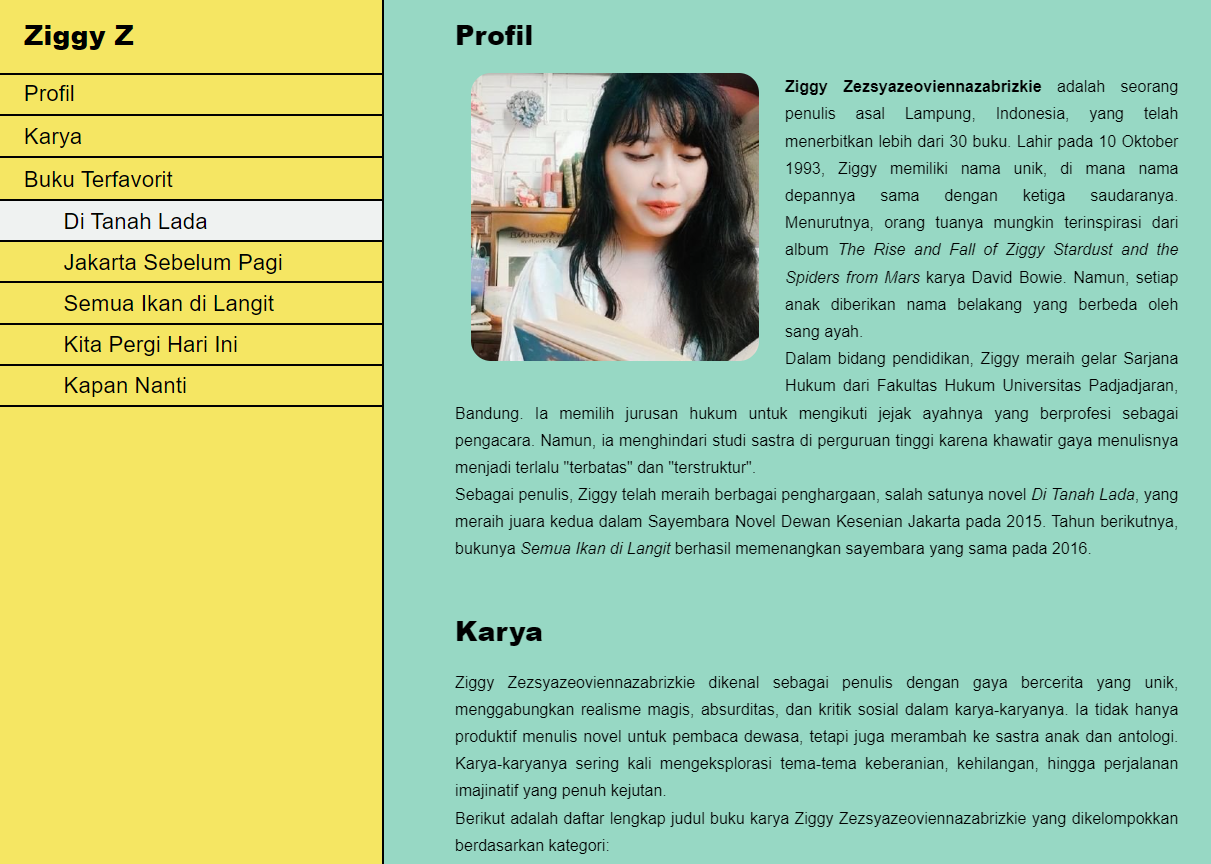 Ziggy Z
Profil
Karya
Buku Terfavorit
Di Tanah Lada
Jakarta Sebelum Pagi
Semua Ikan di Langit
Kita Pergi Hari Ini
Kapan Nanti
Profil
Ziggy Zezsyazeoviennazabrizkie adalah seorang
penulis asal Lampung, Indonesia, yang telah
menerbitkan lebih dari 30 buku. Lahir pada 10 Oktober
1993, Ziggy memiliki nama unik, di mana nama
depannya sama dengan ketiga saudaranya.
Menurutnya, orang tuanya mungkin terinspirasi dari
album The Rise and Fall of Ziggy Stardust and the
Spiders from Mars karya David Bowie. Namun, setiap
anak diberikan nama belakang yang berbeda oleh
sang ayah.
Dalam bidang pendidikan, Ziggy meraih gelar Sarjana
Hukum dari Fakultas Hukum Universitas Padjadjaran,
Bandung. Ia memilih jurusan hukum untuk mengikuti jejak ayahnya yang berprofesi sebagai
pengacara. Namun, ia menghindari studi sastra di perguruan tinggi karena khawatir gaya menulisnya
menjadi terlalu "terbatas" dan "terstruktur".
Sebagai penulis, Ziggy telah meraih berbagai penghargaan, salah satunya novel Di Tanah Lada, yang
meraih juara kedua dalam Sayembara Novel Dewan Kesenian Jakarta pada 2015. Tahun berikutnya,
bukunya Semua Ikan di Langit berhasil memenangkan sayembara yang sama pada 2016.
Karya
Ziggy Zezsyazeoviennazabrizkie dikenal sebagai penulis dengan gaya bercerita yang unik,
menggabungkan realisme magis, absurditas, dan kritik sosial dalam karya-karyanya. Ia tidak hanya
produktif menulis novel untuk pembaca dewasa, tetapi juga merambah ke sastra anak dan antologi.
Karya-karyanya sering kali mengeksplorasi tema-tema keberanian, kehilangan, hingga perjalanan
imajinatif yang penuh kejutan.
Berikut adalah daftar lengkap judul buku karya Ziggy Zezsyazeoviennazabrizkie yang dikelompokkan
berdasarkan kategori: